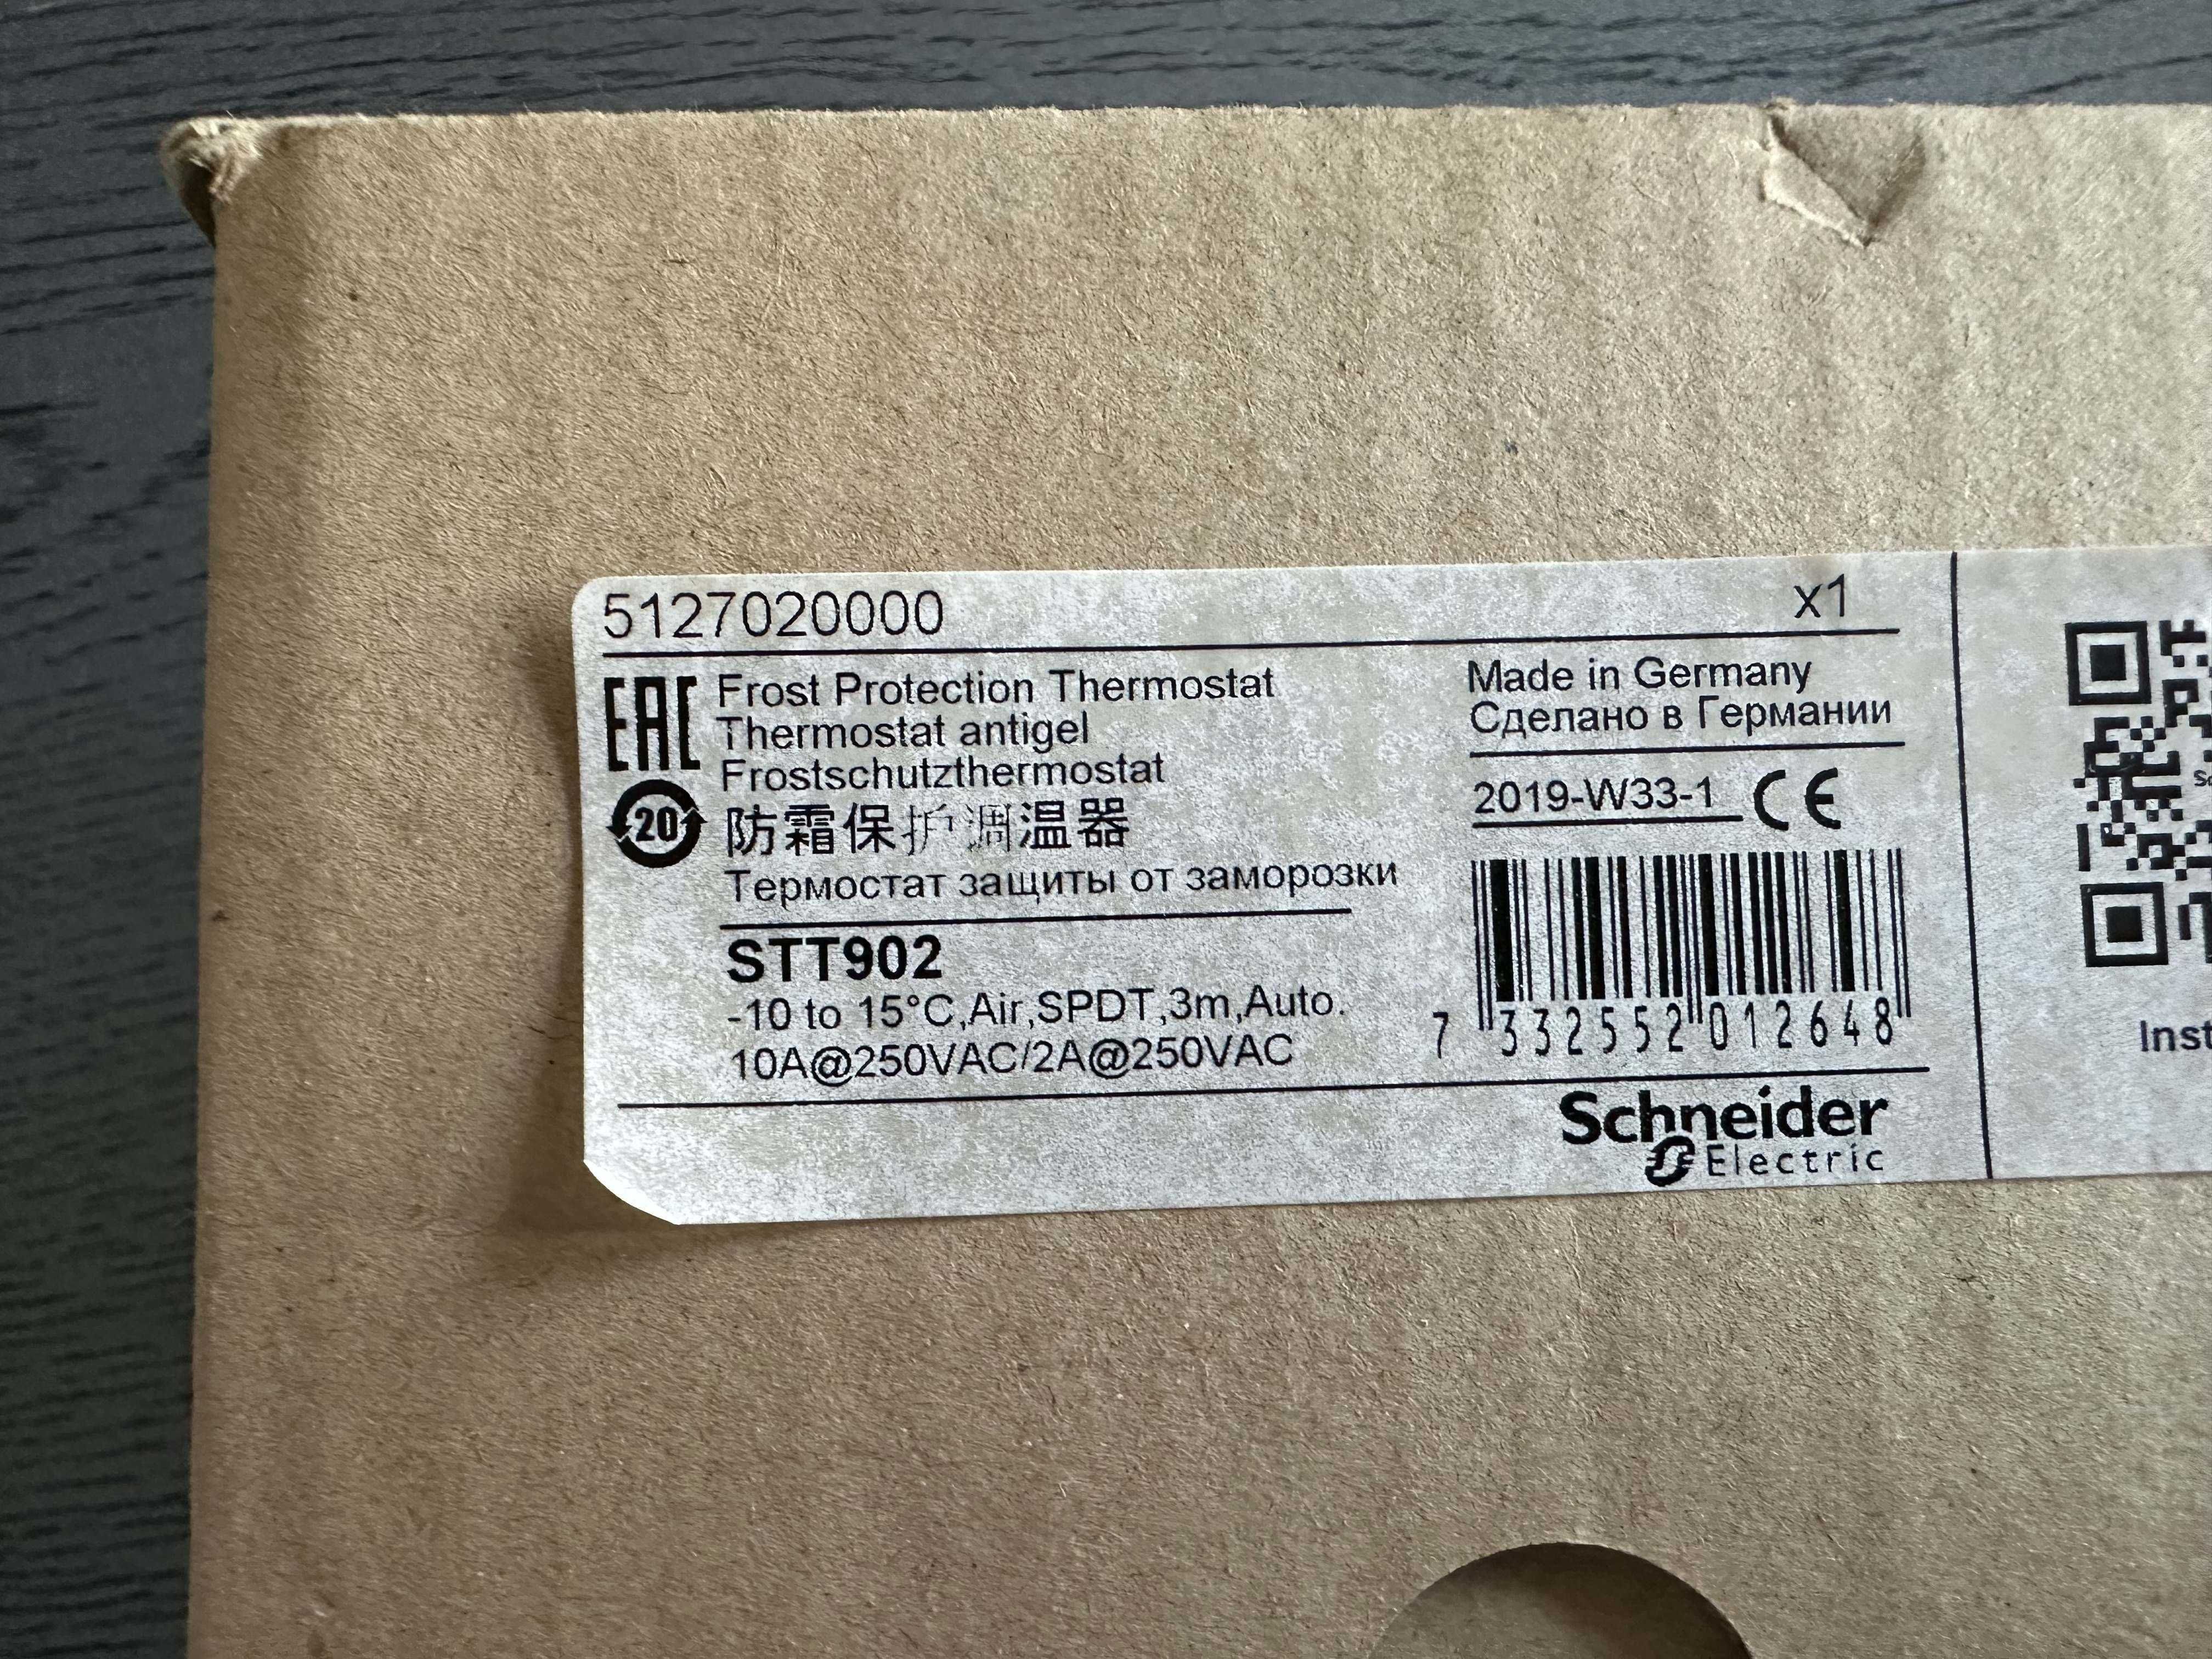 5127020000 x1
EAC
Frost Protection Thermostat
Thermostat antigel
Frostschutzthermostat
20
防霜保护调温器
Термостат защиты от заморозки
STT902
-10 to 15°C,Air,SPDT,3m,Auto.
10A@250VAC/2A@250VAC
Made in Germany
Сделано в Германии
2019-W33-1 CE
7 332552 012648
Schneider
Electric